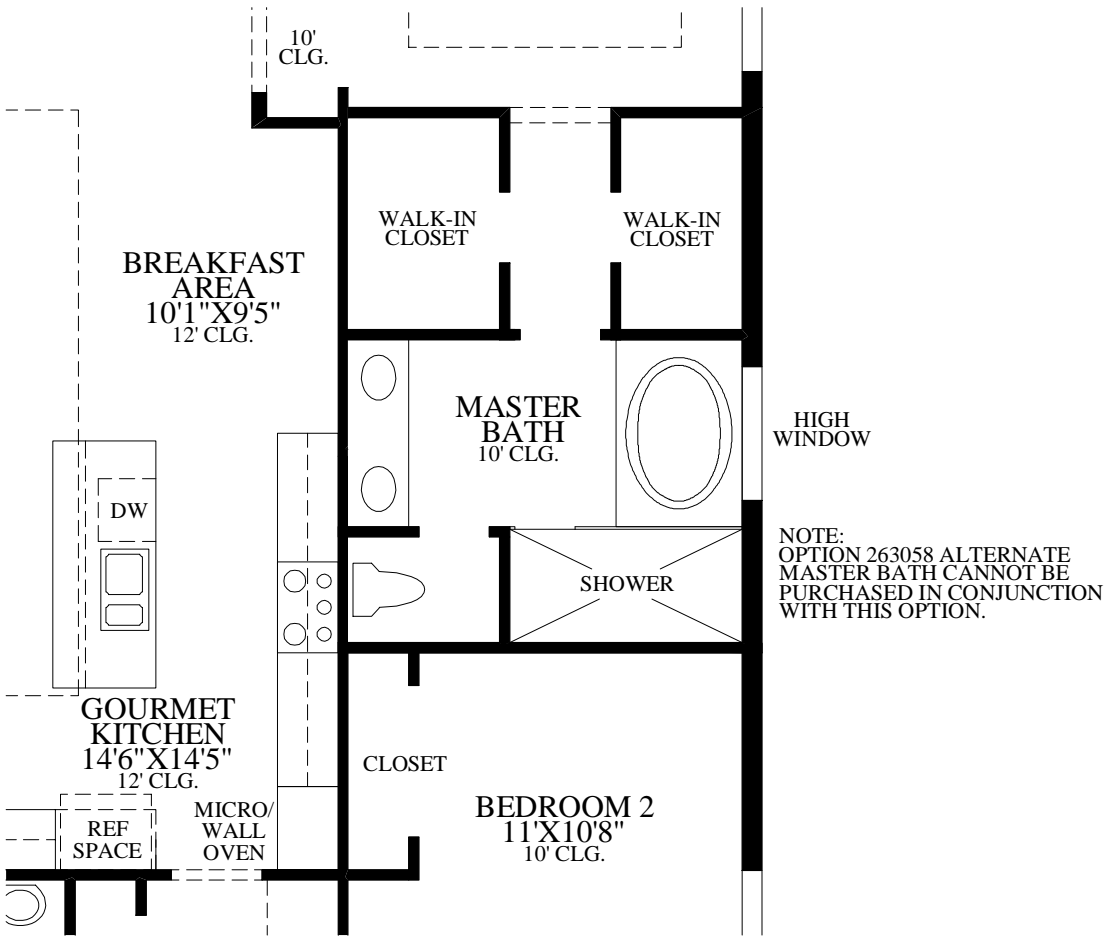 10'
CLG.
WALK-IN
CLOSET
WALK-IN
CLOSET
BREAKFAST
AREA
10'1"X9'5"
12' CLG.
MASTER
BATH
10' CLG.
HIGH
WINDOW
DW
NOTE:
OPTION 263058 ALTERNATE
MASTER BATH CANNOT BE
PURCHASED IN CONJUNCTION
WITH THIS OPTION.
SHOWER
GOURMET
KITCHEN
14'6"X14'5"
12' CLG.
CLOSET
MICRO/
WALL
OVEN
REF
SPACE
BEDROOM 2
11'X10'8"
10' CLG.